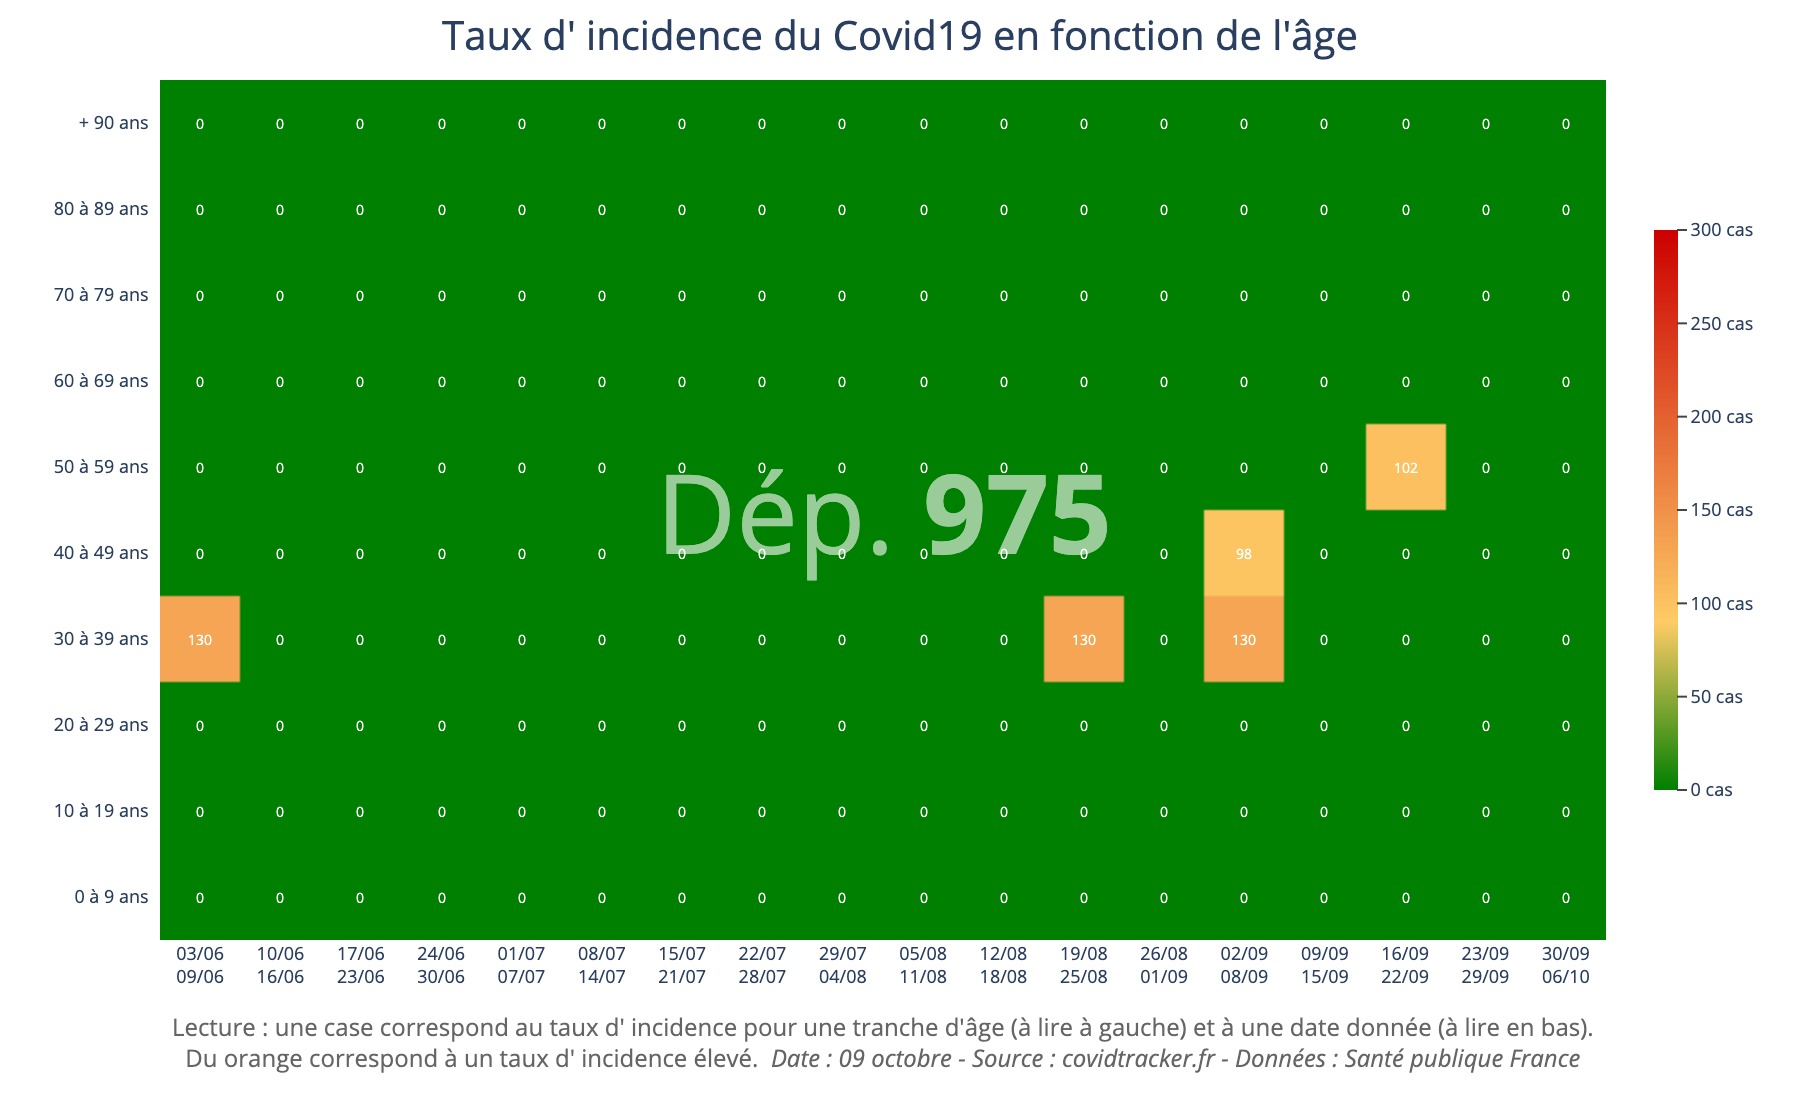 Taux d' incidence du Covid19 en fonction de l'âge
+ 90 ans 0 0 0 0 0 0 0 0 0 0 0 0 0 0 0 0 0 0
80 à 89 ans 0 0 0 0 0 0 0 0 0 0 0 0 0 0 0 0 0 0
300 cas
70 à 79 ans 0 0 0 0 0 0 0 0 0 0 0 0 0 0 0 0 0 0
250 cas
60 à 69 ans 0 0 0 0 0 0 0 0 0 0 0 0 0 0 0 0 0 0
200 cas
50 à 59 ans 0 0 0 0 0 0 0 0 0 0 0 0 0 0 0 102 0 0
150 cas
Dép. 975
40 à 49 ans 0 0 0 0 0 0 0 0 0 0 0 0 0 98 0 0 0 0
100 cas
30 à 39 ans 130 0 0 0 0 0 0 0 0 0 0 130 0 130 0 0 0 0
50 cas
20 à 29 ans 0 0 0 0 0 0 0 0 0 0 0 0 0 0 0 0 0 0
0 cas
10 à 19 ans 0 0 0 0 0 0 0 0 0 0 0 0 0 0 0 0 0 0
0 à 9 ans 0 0 0 0 0 0 0 0 0 0 0 0 0 0 0 0 0 0
03/06 10/06 17/06 24/06 01/07 08/07 15/07 22/07 29/07 05/08 12/08 19/08 26/08 02/09 09/09 16/09 23/09 30/09
09/06 16/06 23/06 30/06 07/07 14/07 21/07 28/07 04/08 11/08 18/08 25/08 01/09 08/09 15/09 22/09 29/09 06/10
Lecture : une case correspond au taux d' incidence pour une tranche d'âge (à lire à gauche) et à une date donnée (à lire en bas).
Du orange correspond à un taux d' incidence élevé. Date : 09 octobre - Source : covidtracker.fr - Données : Santé publique France